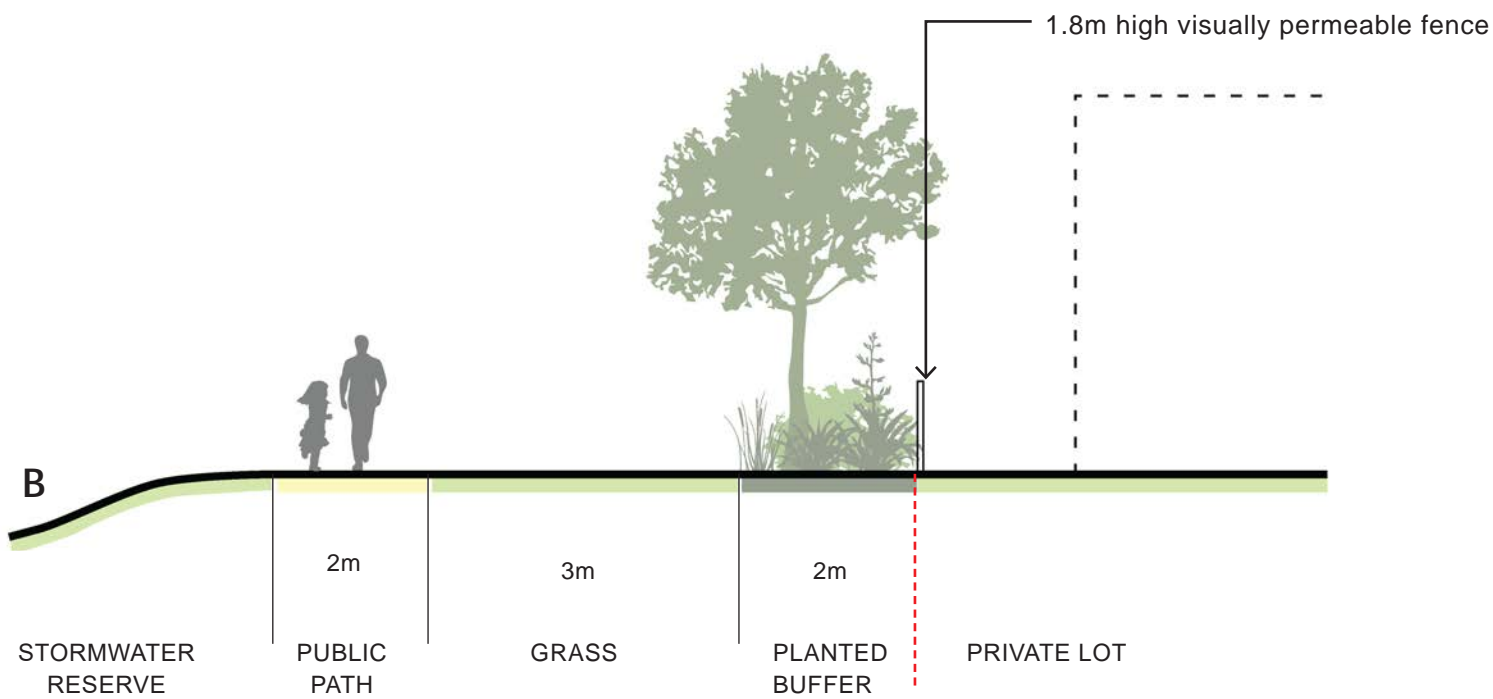 1.8m high visually permeable fence
B
2m
3m
2m
STORMWATER
RESERVE
PUBLIC
PATH
GRASS
PLANTED
BUFFER
PRIVATE LOT